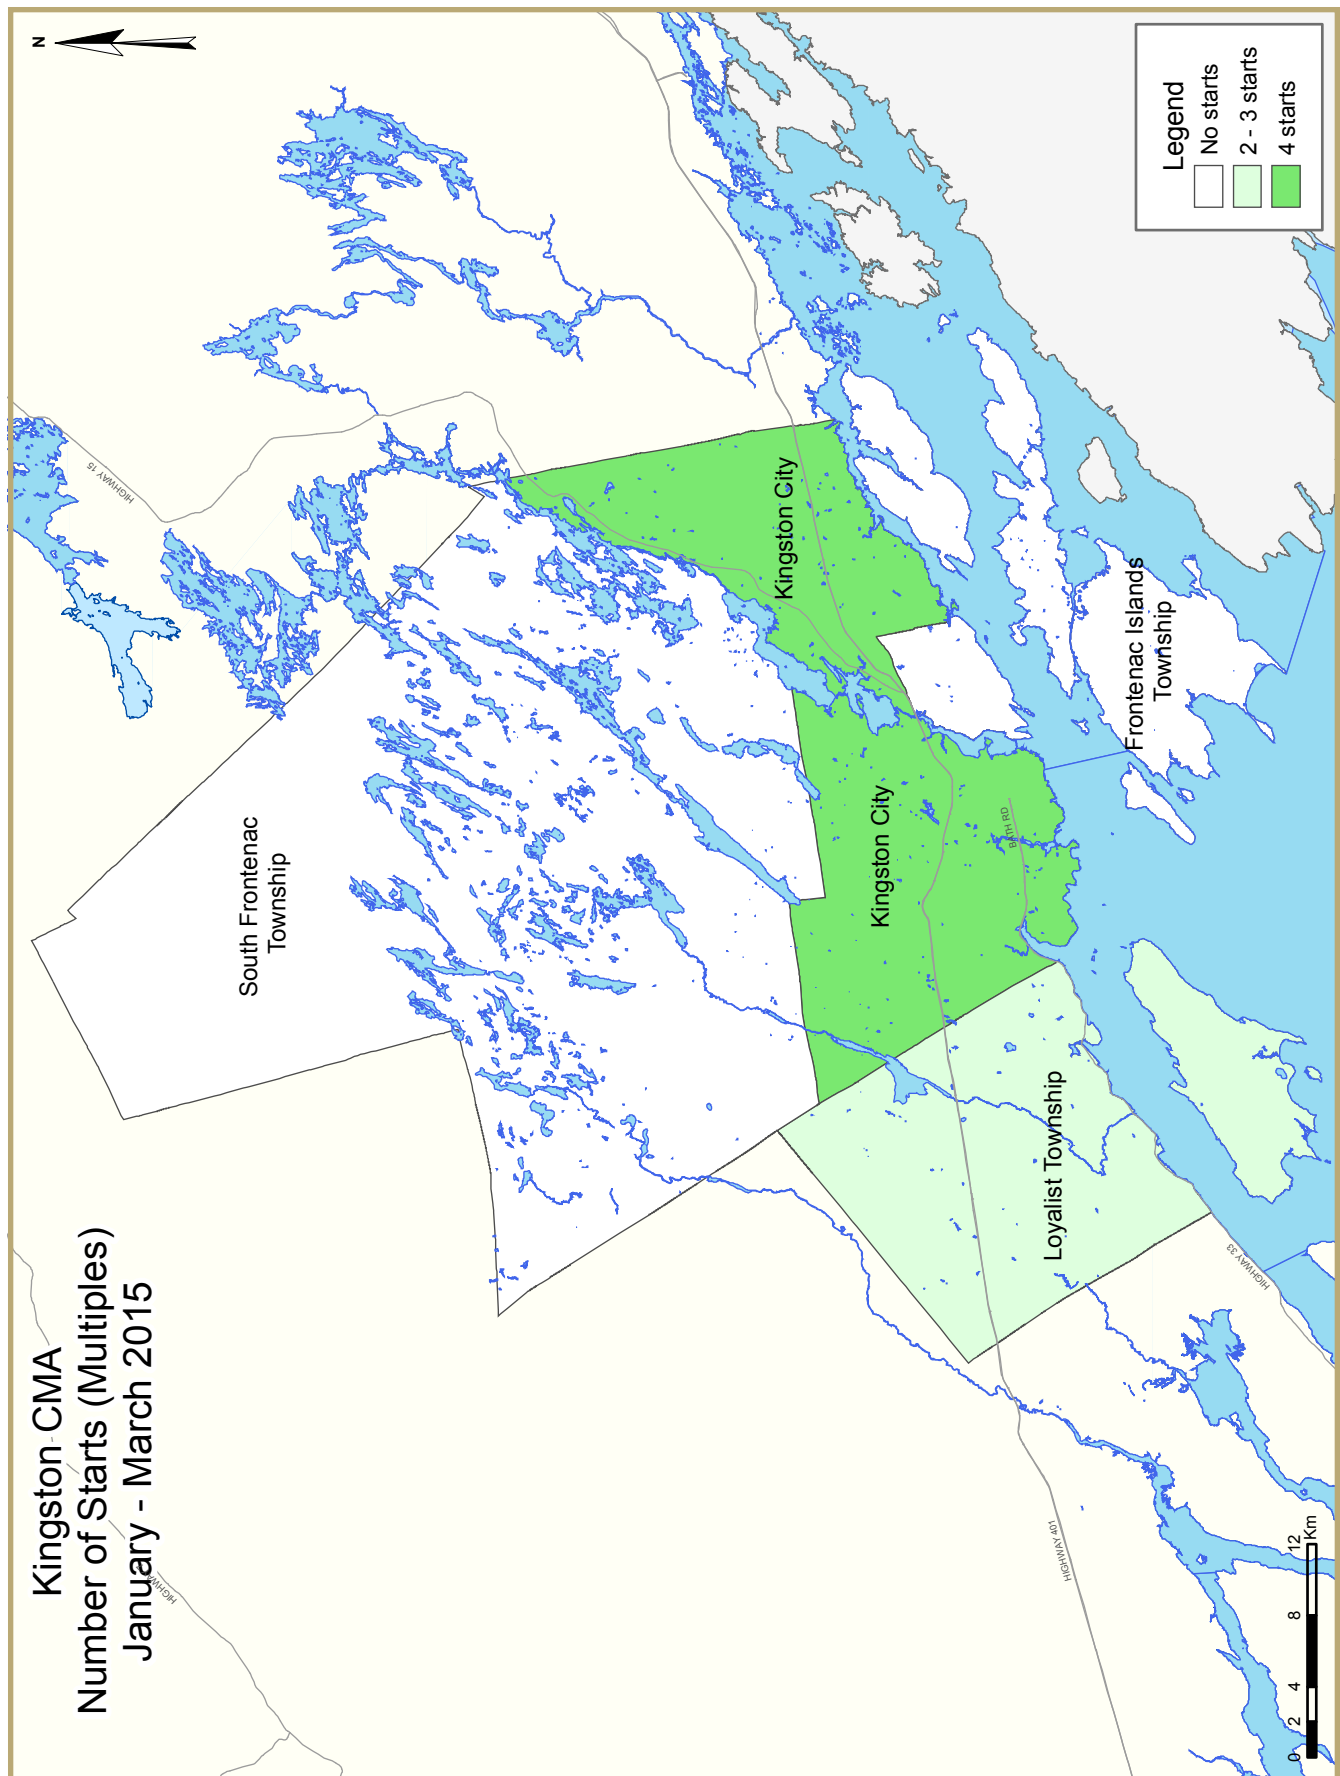 Kingston CMA
Number of Starts (Multiples)
January - March 2015
N
Legend
No starts
2 - 3 starts
4 starts
HIGHWAY
HIGHWAY 15
South Frontenac
Township
Kingston City
Kingston City
BATH RD
Frontenac Islands
Township
Loyalist Township
HIGHWAY 33
HIGHWAY 401
0 2 4 8 12
Km